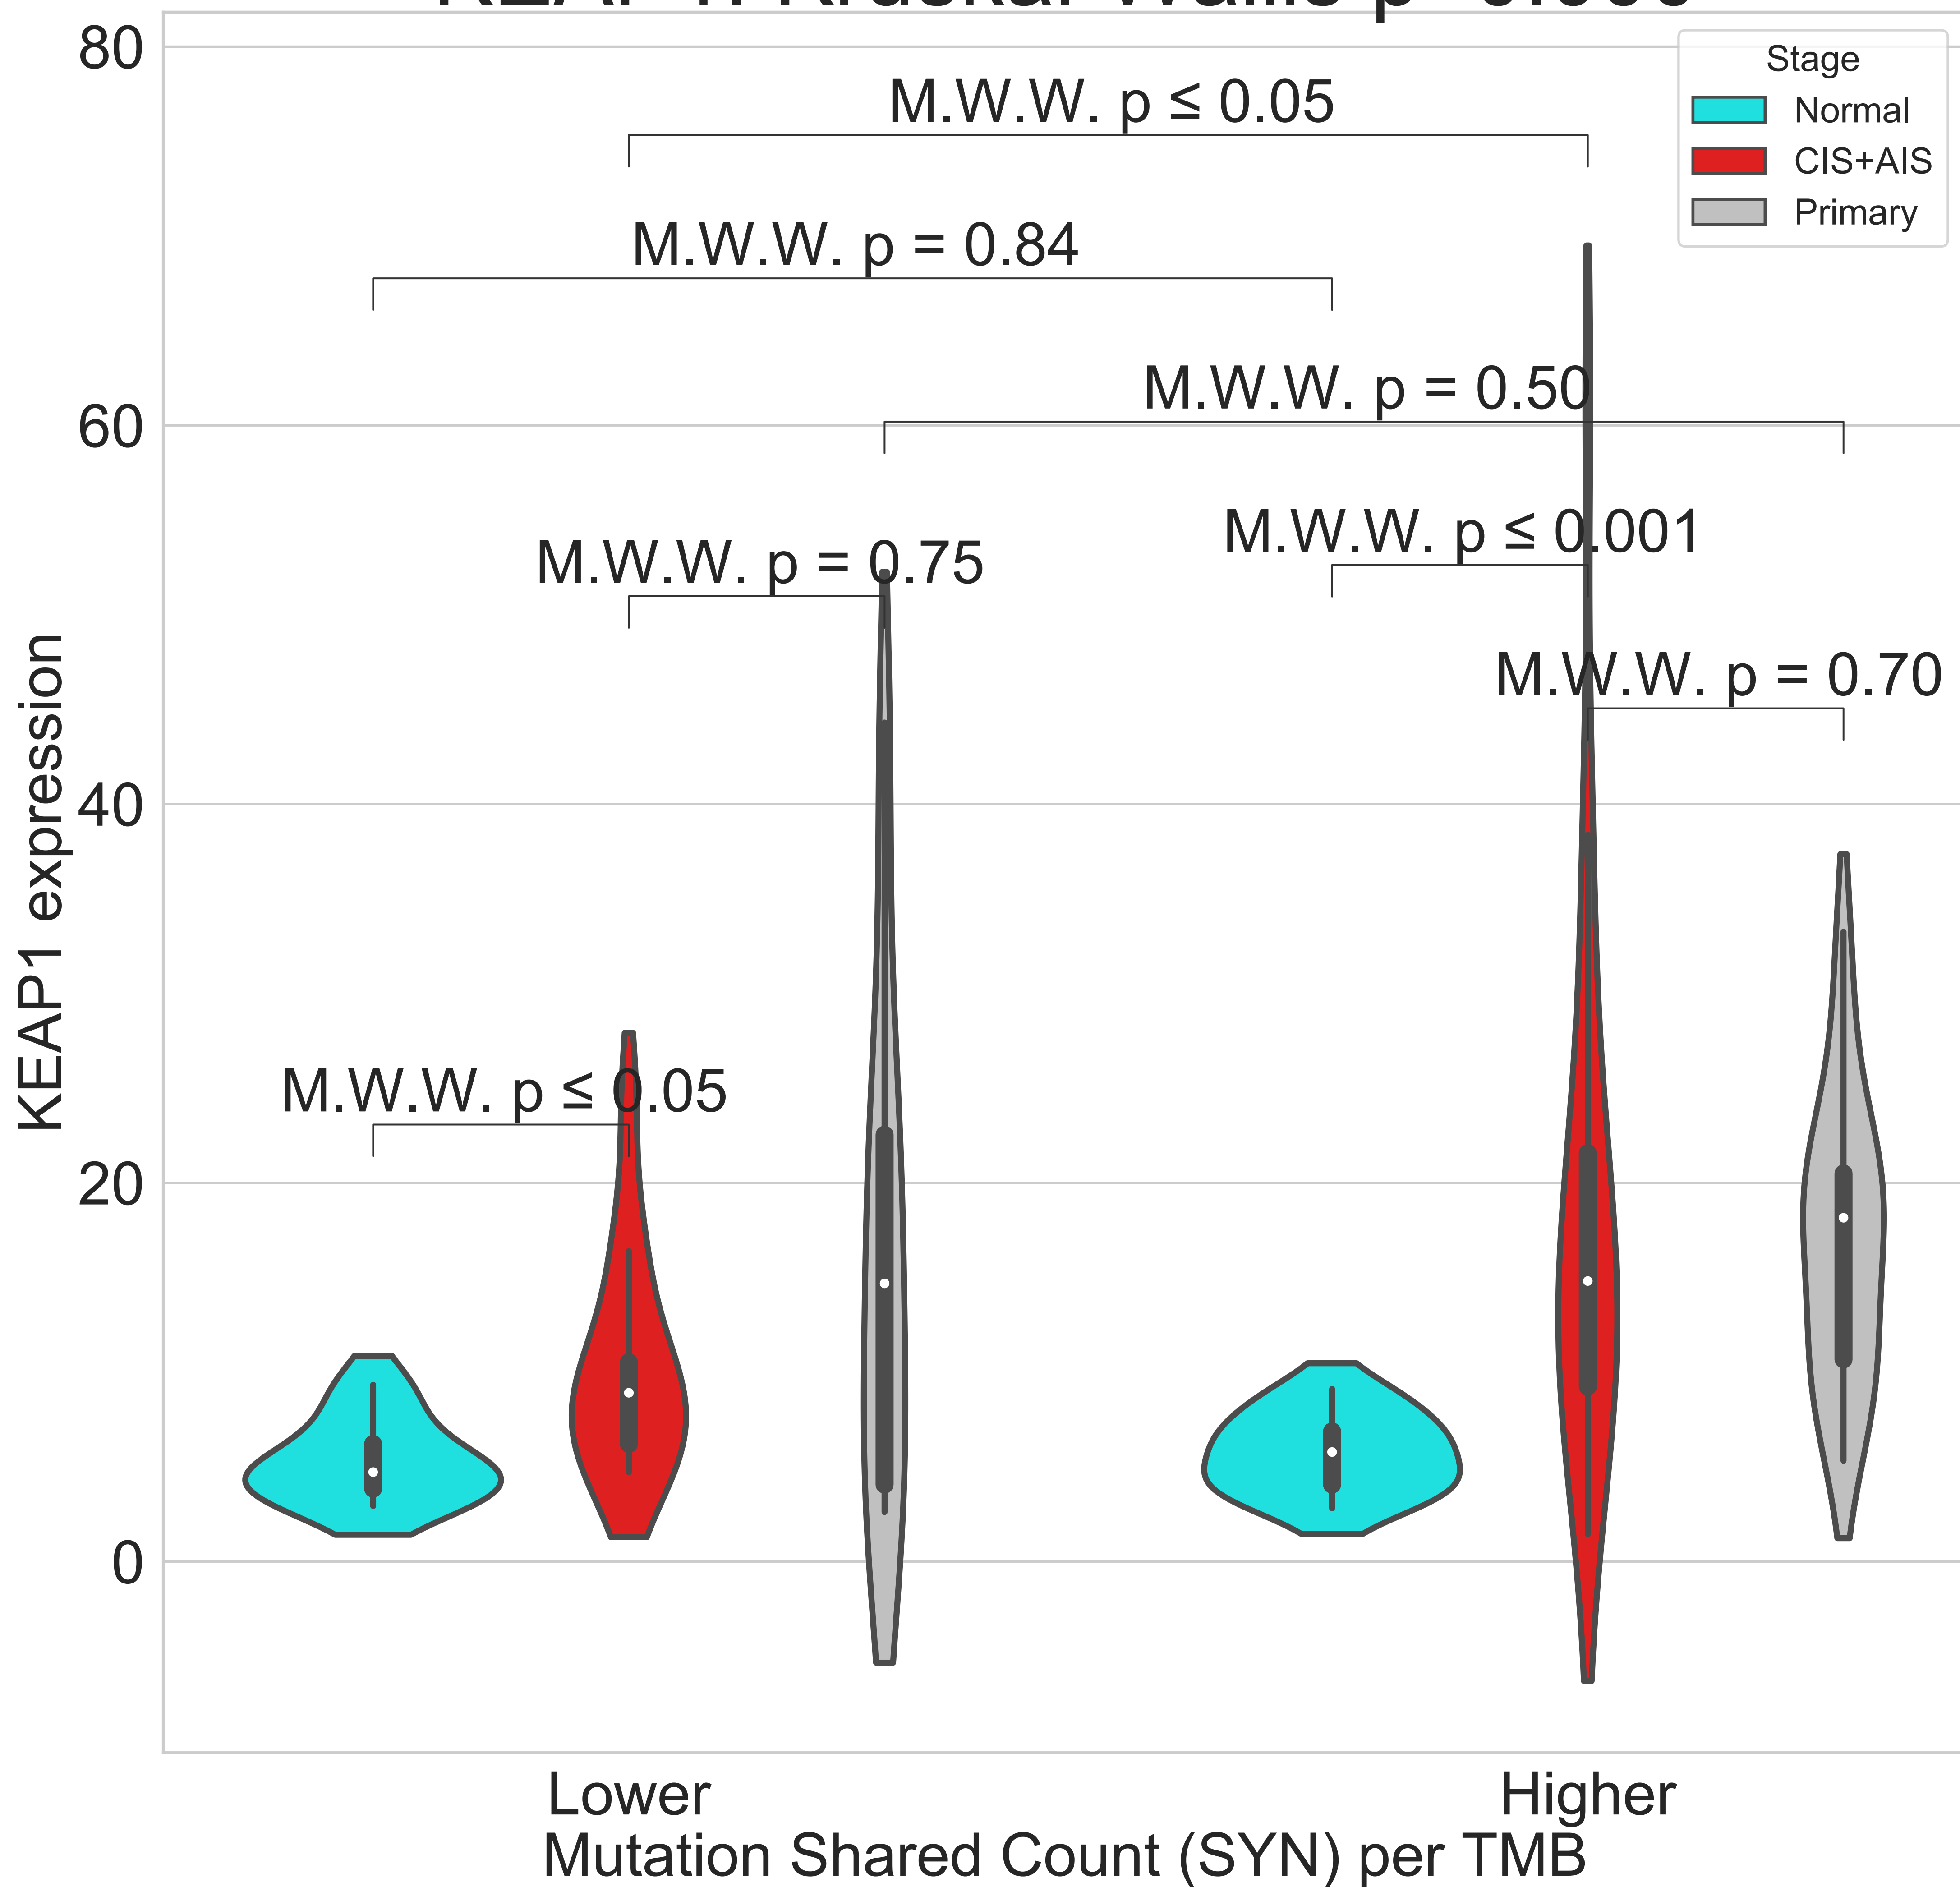 80
Stage
Normal
CIS+AIS
Primary
M.W.W. p ≤ 0.05
M.W.W. p = 0.84
M.W.W. p = 0.50
60
M.W.W. p ≤ 0.001
M.W.W. p = 0.75
M.W.W. p = 0.70
KEAP1 expression
40
M.W.W. p ≤ 0.05
20
0
Lower
Higher
Mutation Shared Count (SYN) per TMB